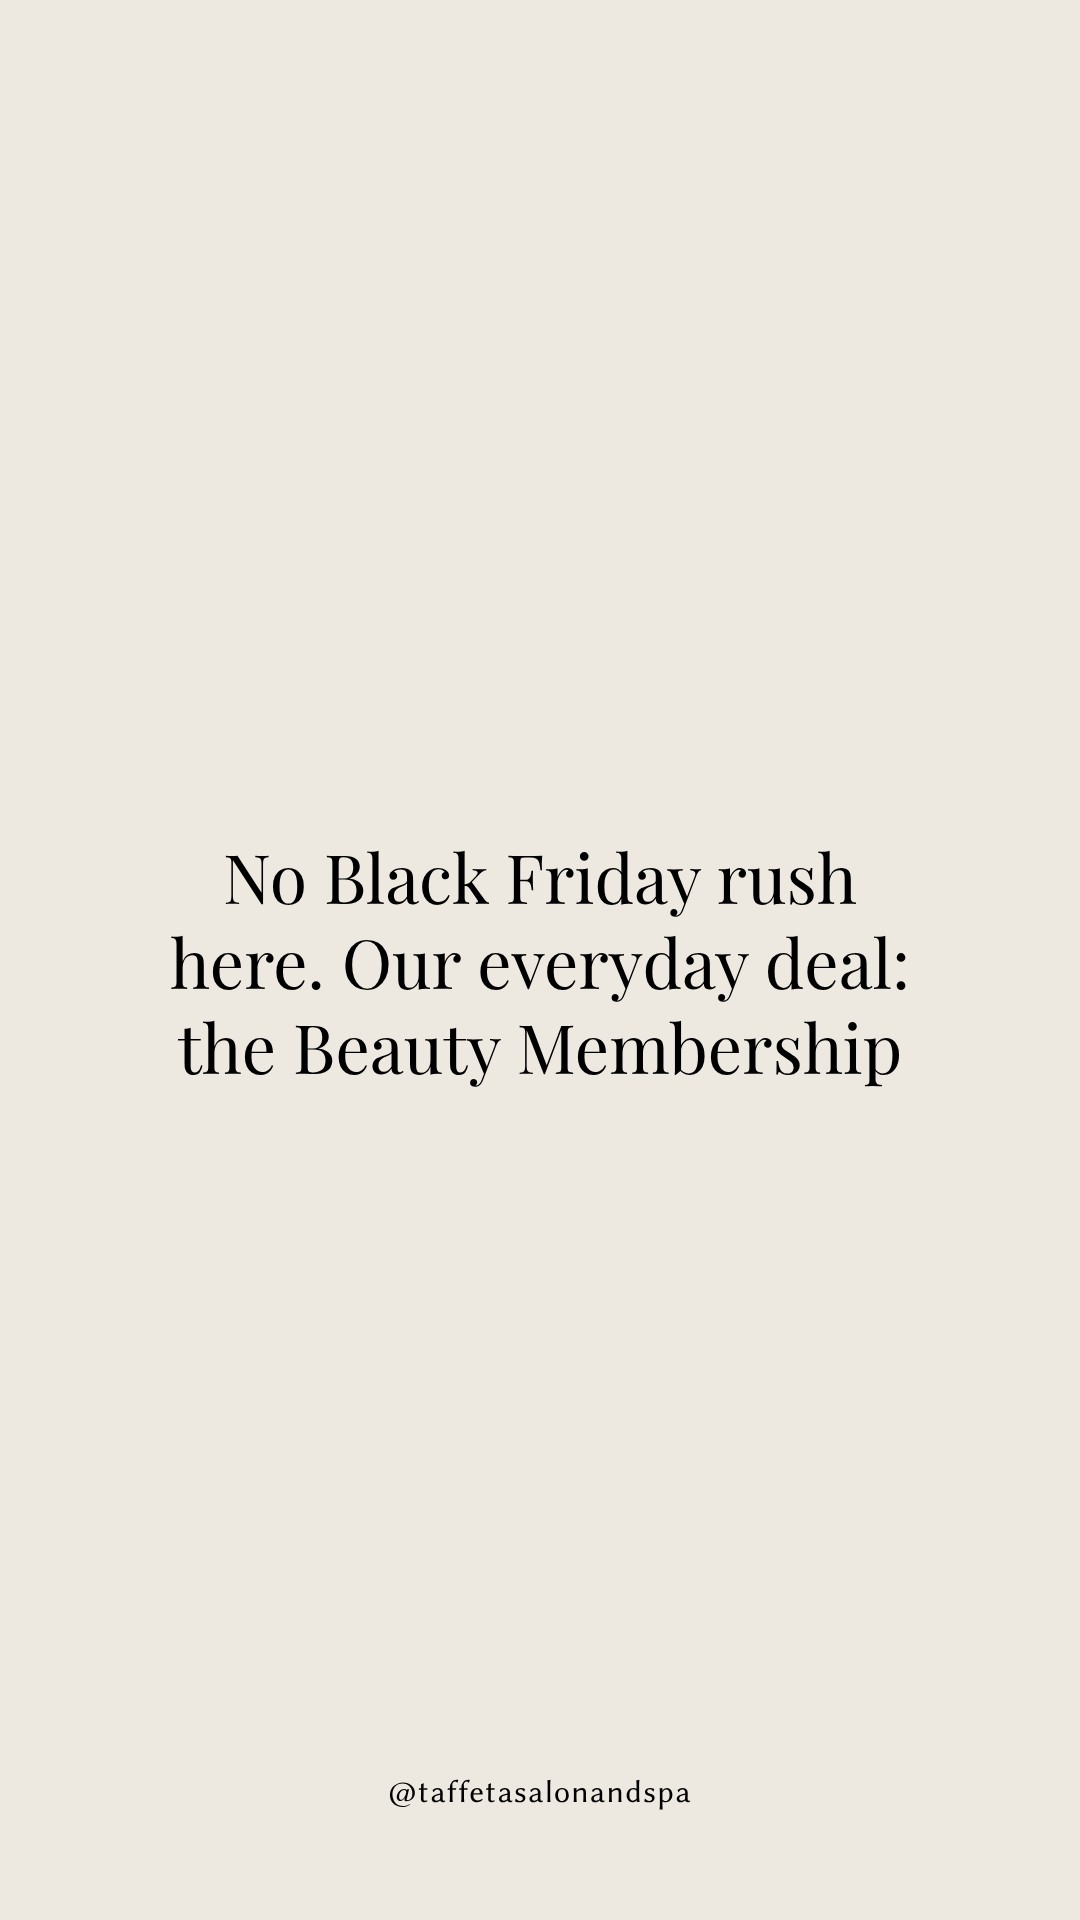 No Black Friday rush
here. Our everyday deal:
the Beauty Membership
@taffetasalonandspa